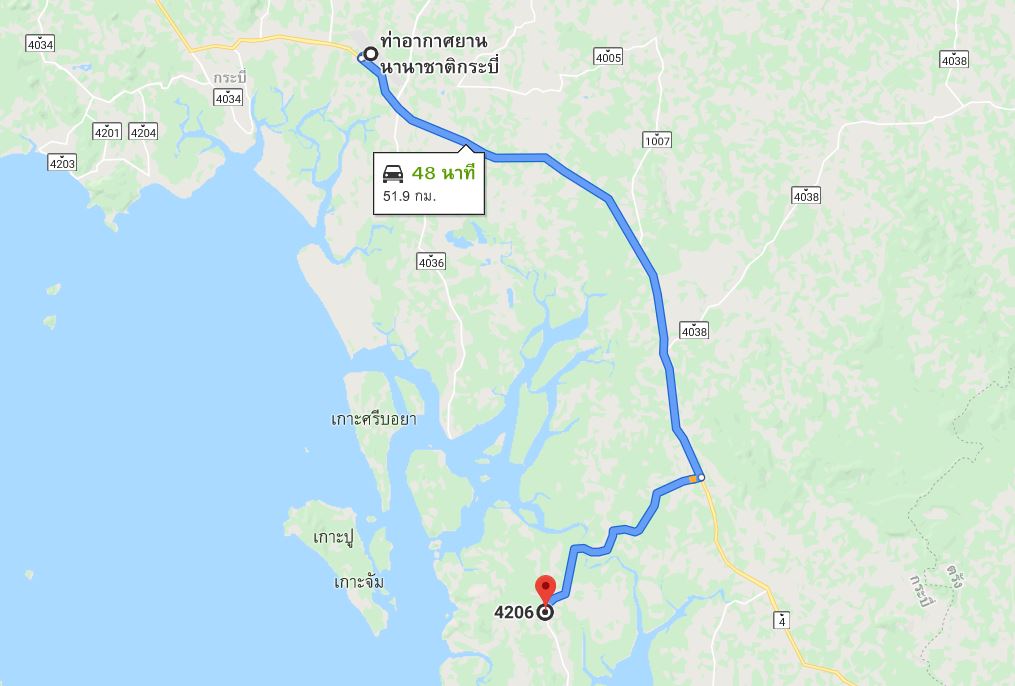 ท่าอากาศยาน
นานาชาติกระบี่
4034
4005
4038
กระบี่
4034
4201
4204
1007
4203
48 นาที
51.9 กม.
4038
4036
4038
เกาะศรีบอยา
เกาะปู
เกาะจัม
ตรัง
กระบี่
4206
4